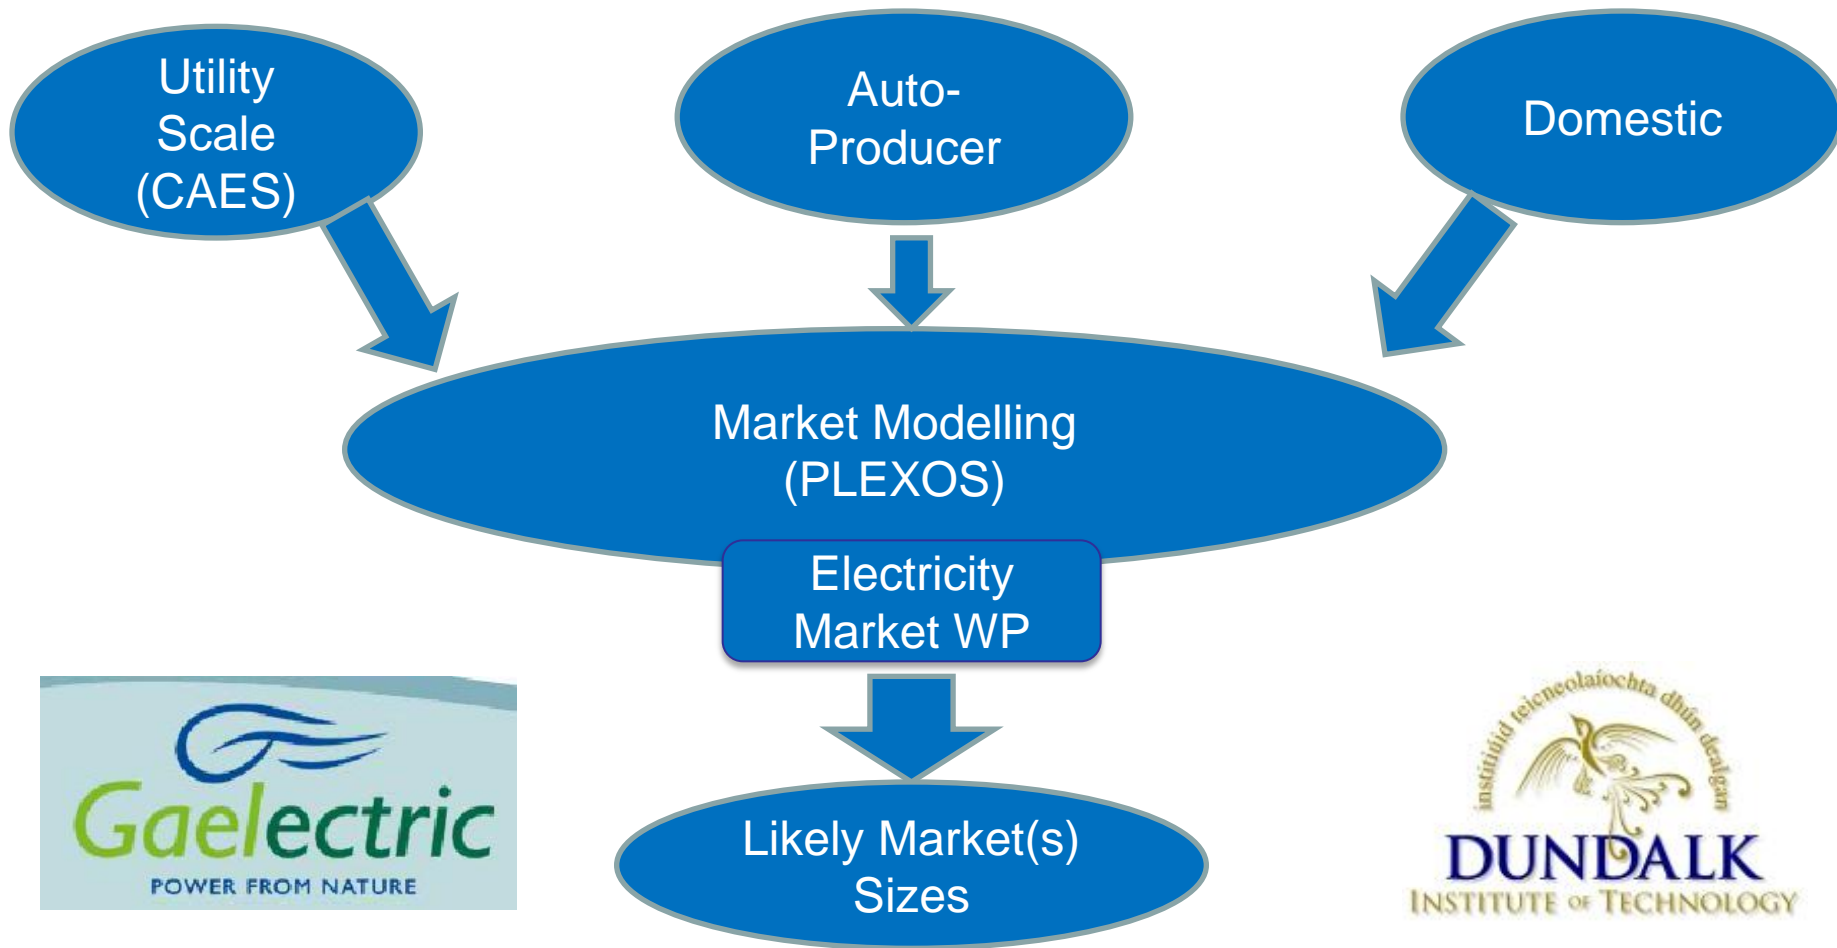 Utility
Scale
(CAES)
Auto-
Producer
Domestic
Market Modelling
(PLEXOS)
Electricity
Market WP
Likely Market(s)
Sizes
Gaelectric
POWER FROM NATURE
institiúid teicneolaíochta dhún dealgan
DUNDALK
INSTITUTE OF TECHNOLOGY